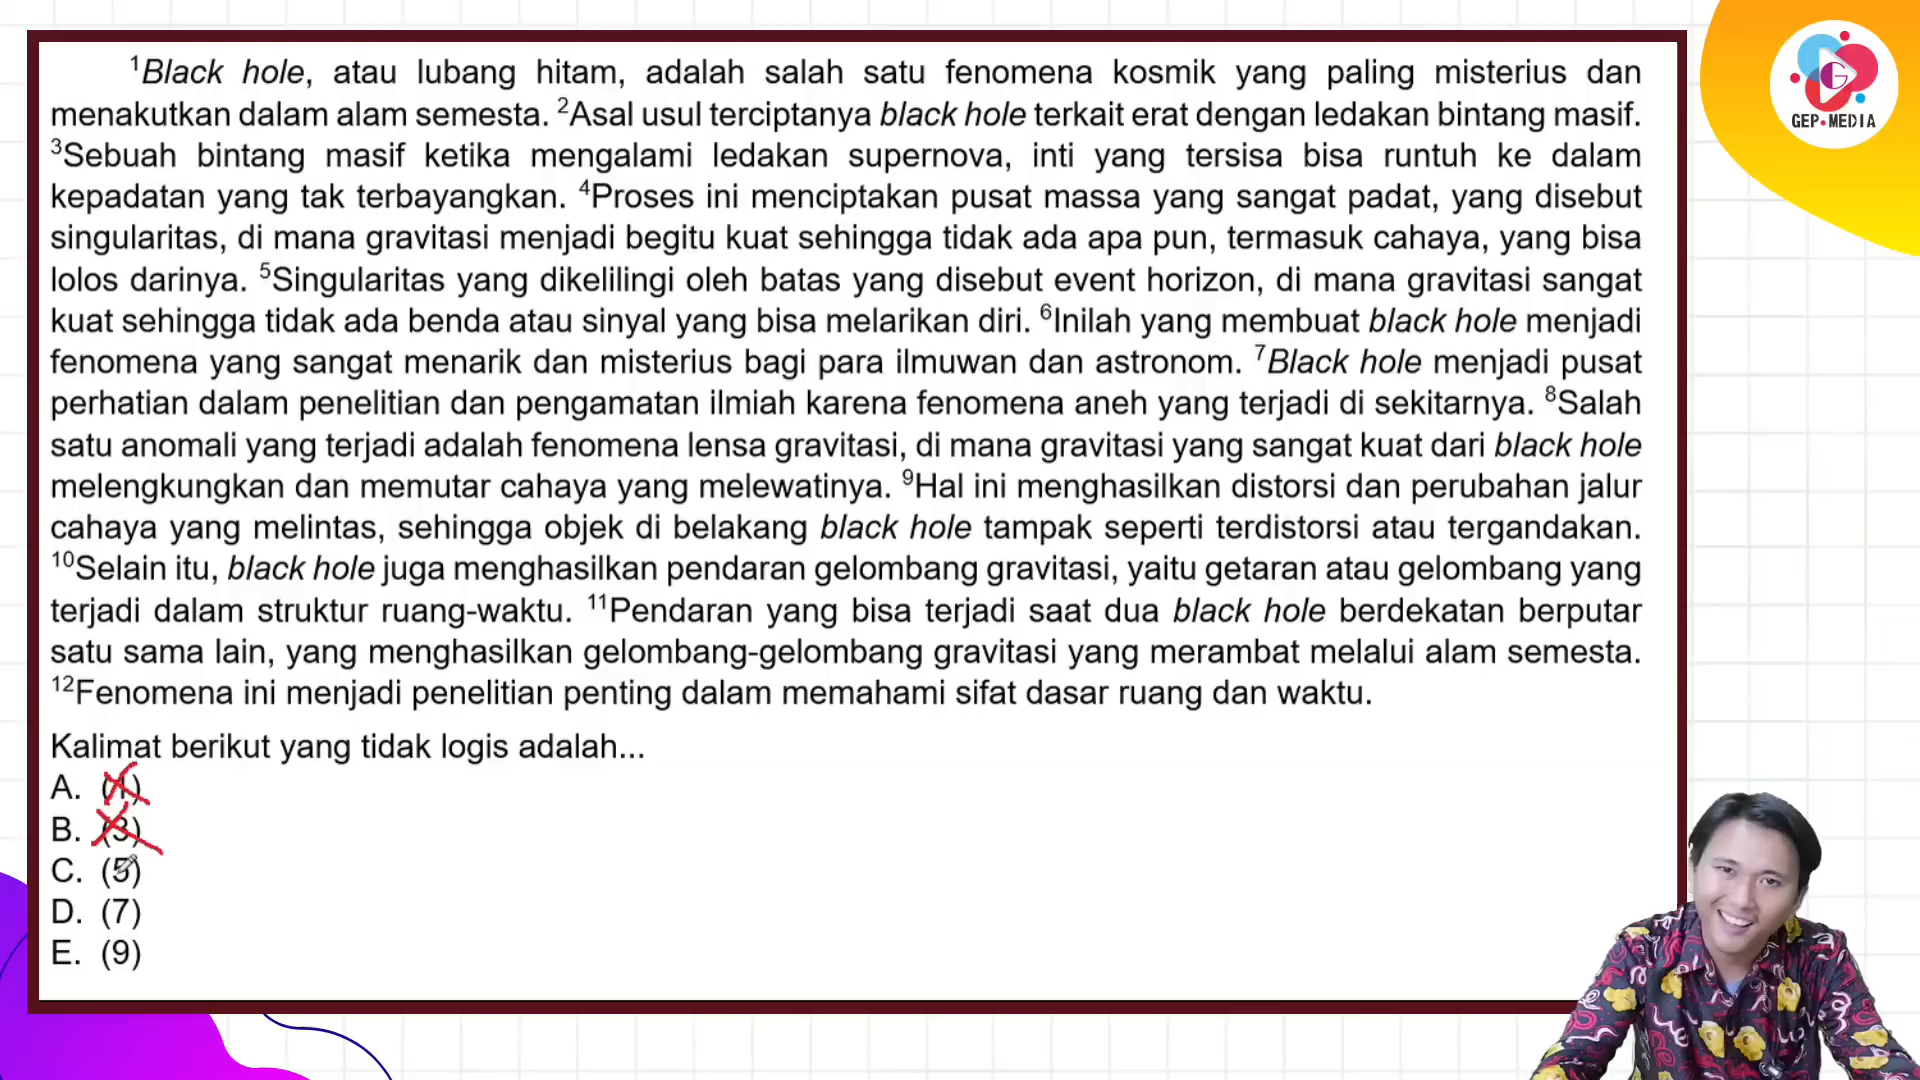 ¹Black hole, atau lubang hitam, adalah salah satu fenomena kosmik yang paling misterius dan
menakutkan dalam alam semesta. ²Asal usul terciptanya black hole terkait erat dengan ledakan bintang masif.
³Sebuah bintang masif ketika mengalami ledakan supernova, inti yang tersisa bisa runtuh ke dalam
kepadatan yang tak terbayangkan. ⁴Proses ini menciptakan pusat massa yang sangat padat, yang disebut
singularitas, di mana gravitasi menjadi begitu kuat sehingga tidak ada apa pun, termasuk cahaya, yang bisa
lolos darinya. ⁵Singularitas yang dikelilingi oleh batas yang disebut event horizon, di mana gravitasi sangat
kuat sehingga tidak ada benda atau sinyal yang bisa melarikan diri. ⁶Inilah yang membuat black hole menjadi
fenomena yang sangat menarik dan misterius bagi para ilmuwan dan astronom. ⁷Black hole menjadi pusat
perhatian dalam penelitian dan pengamatan ilmiah karena fenomena aneh yang terjadi di sekitarnya. ⁸Salah
satu anomali yang terjadi adalah fenomena lensa gravitasi, di mana gravitasi yang sangat kuat dari black hole
melengkungkan dan memutar cahaya yang melewatinya. ⁹Hal ini menghasilkan distorsi dan perubahan jalur
cahaya yang melintas, sehingga objek di belakang black hole tampak seperti terdistorsi atau tergandakan.
¹⁰Selain itu, black hole juga menghasilkan pendaran gelombang gravitasi, yaitu getaran atau gelombang yang
terjadi dalam struktur ruang-waktu. ¹¹Pendaran yang bisa terjadi saat dua black hole berdekatan berputar
satu sama lain, yang menghasilkan gelombang-gelombang gravitasi yang merambat melalui alam semesta.
¹²Fenomena ini menjadi penelitian penting dalam memahami sifat dasar ruang dan waktu.
Kalimat berikut yang tidak logis adalah...
A. (1)
B. (3)
C. (5)
D. (7)
E. (9)
G
GEP•MEDIA